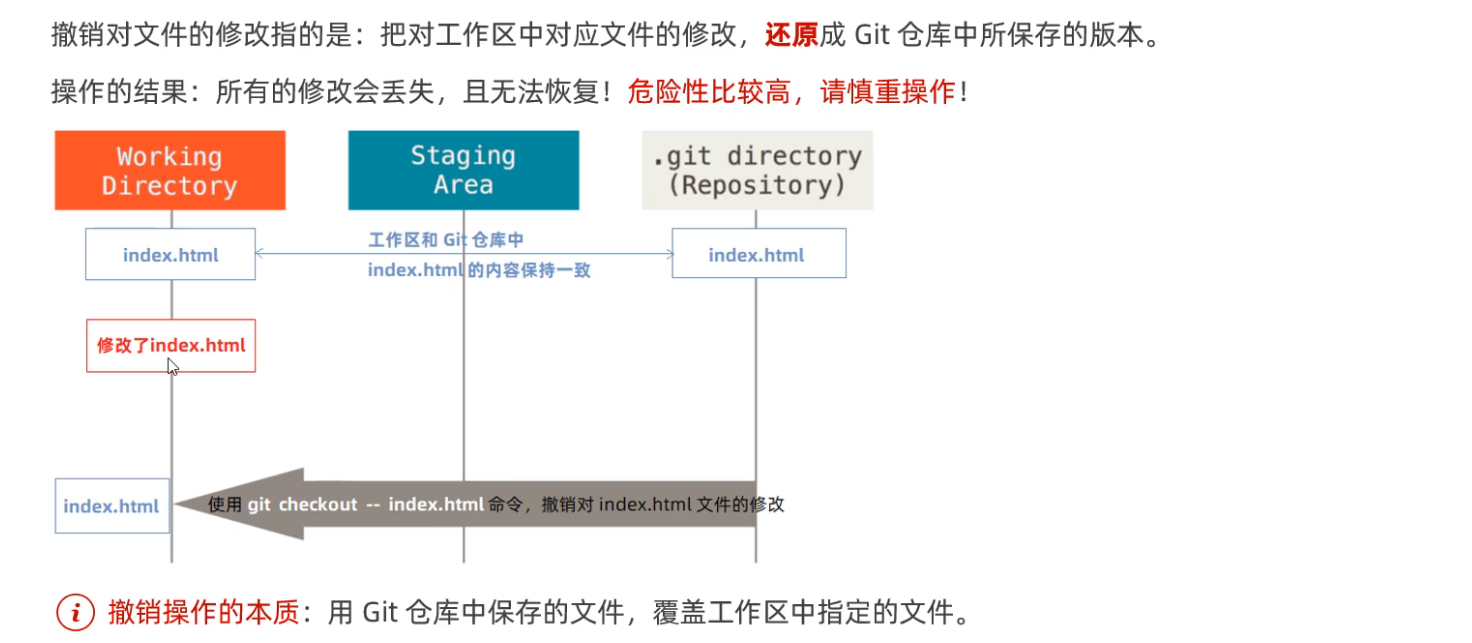 撤销对文件的修改指的是：把对工作区中对应文件的修改，还原成 Git 仓库中所保存的版本。
操作的结果：所有的修改会丢失，且无法恢复！危险性比较高，请慎重操作！
Working
Directory
Staging
Area
.git directory
(Repository)
index.html
工作区和 Git 仓库中
index.html 的内容保持一致
index.html
修改了index.html
index.html
使用 git checkout -- index.html 命令，撤销对 index.html 文件的修改
i 撤销操作的本质：用 Git 仓库中保存的文件，覆盖工作区中指定的文件。